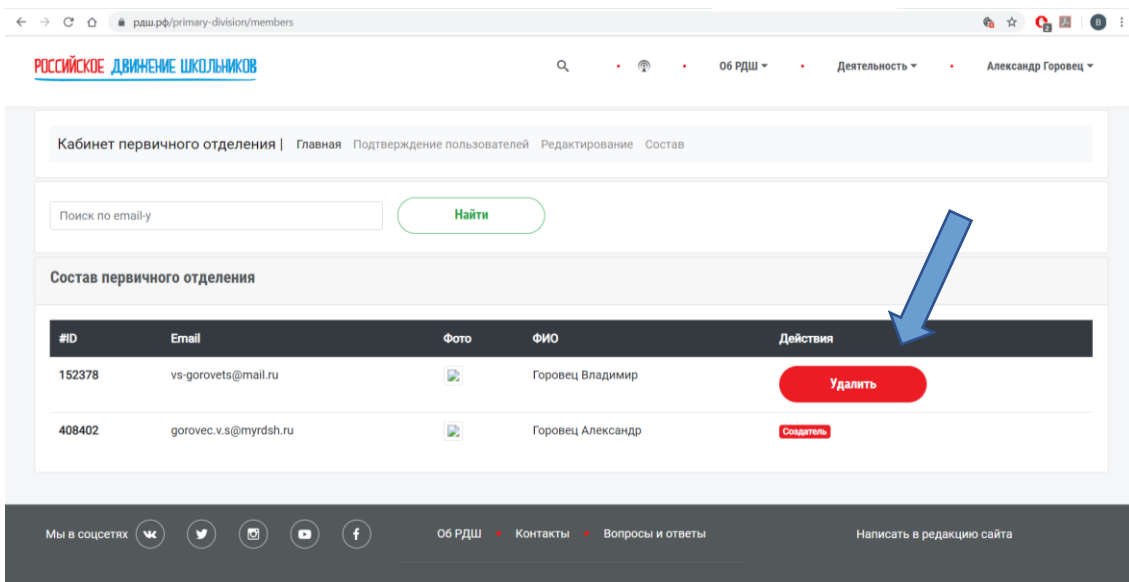 рдш.рф/primary-division/members
В
РОССИЙСКОЕ ДВИЖЕНИЕ ШКОЛЬНИКОВ
Об РДШ
Деятельность
Александр Горовец
Кабинет первичного отделения | Главная Подтверждение пользователей Редактирование Состав
Поиск по email-у
Найти
Состав первичного отделения
#ID Email Фото ФИО Действия
152378 vs-gorovets@mail.ru Горовец Владимир Удалить
408402 gorovec.v.s@myrdsh.ru Горовец Александр Создатель
Мы в соцсетях Об РДШ Контакты Вопросы и ответы Написать в редакцию сайта